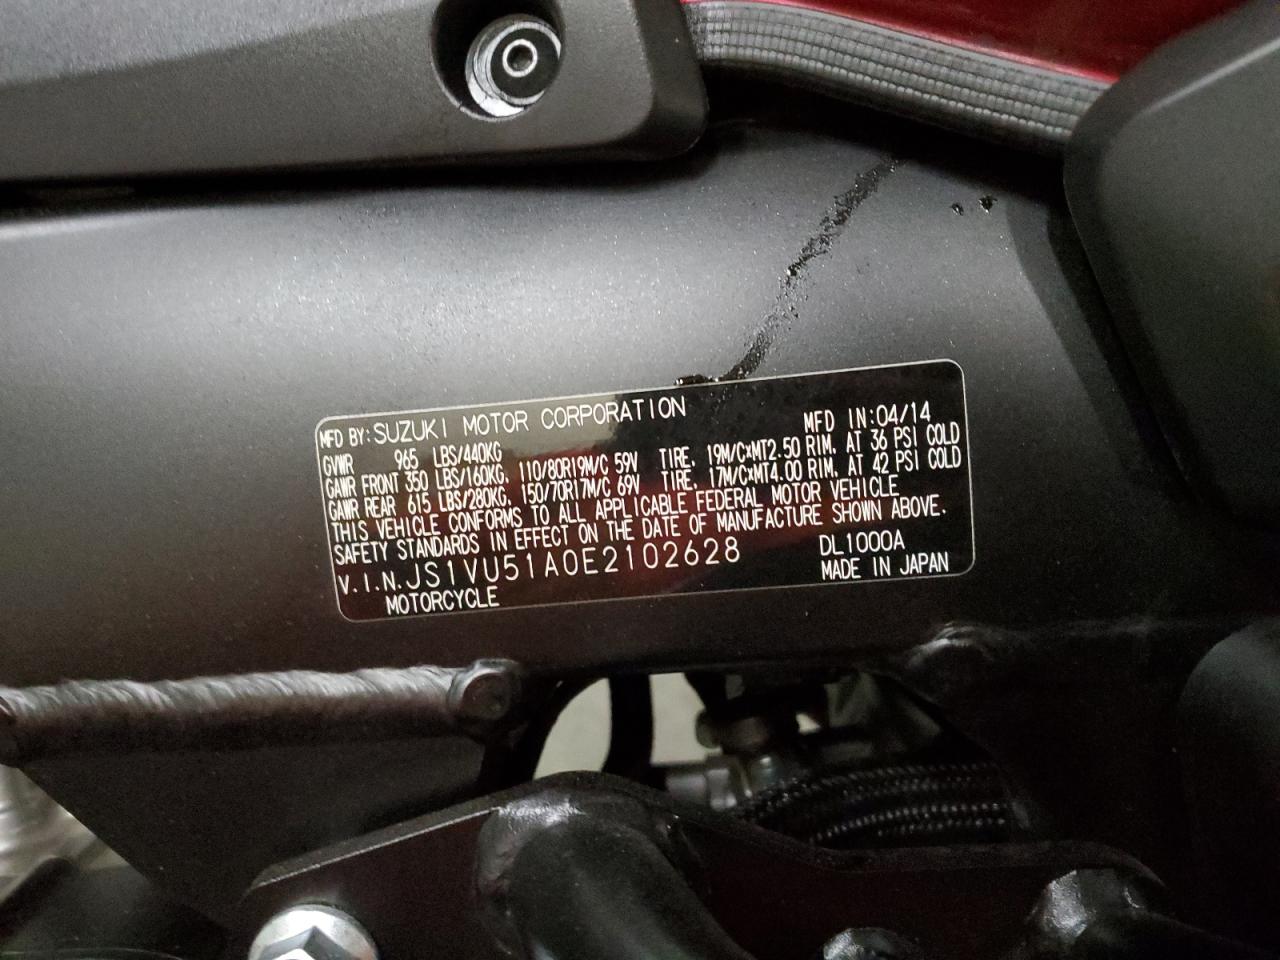 MFD BY: SUZUKI MOTOR CORPORATION MFD IN: 04/14
GVWR 965 LBS/440KG
GAWR FRONT 350 LBS/160KG, 110/80R19M/C 59V TIRE, 19M/C×MT2.50 RIM, AT 36 PSI COLD
GAWR REAR 615 LBS/280KG, 150/70R17M/C 69V TIRE, 17M/C×MT4.00 RIM, AT 42 PSI COLD
THIS VEHICLE CONFORMS TO ALL APPLICABLE FEDERAL MOTOR VEHICLE
SAFETY STANDARDS IN EFFECT ON THE DATE OF MANUFACTURE SHOWN ABOVE.
V.I.N. JS1VU51A0E2102628 DL1000A
MOTORCYCLE MADE IN JAPAN